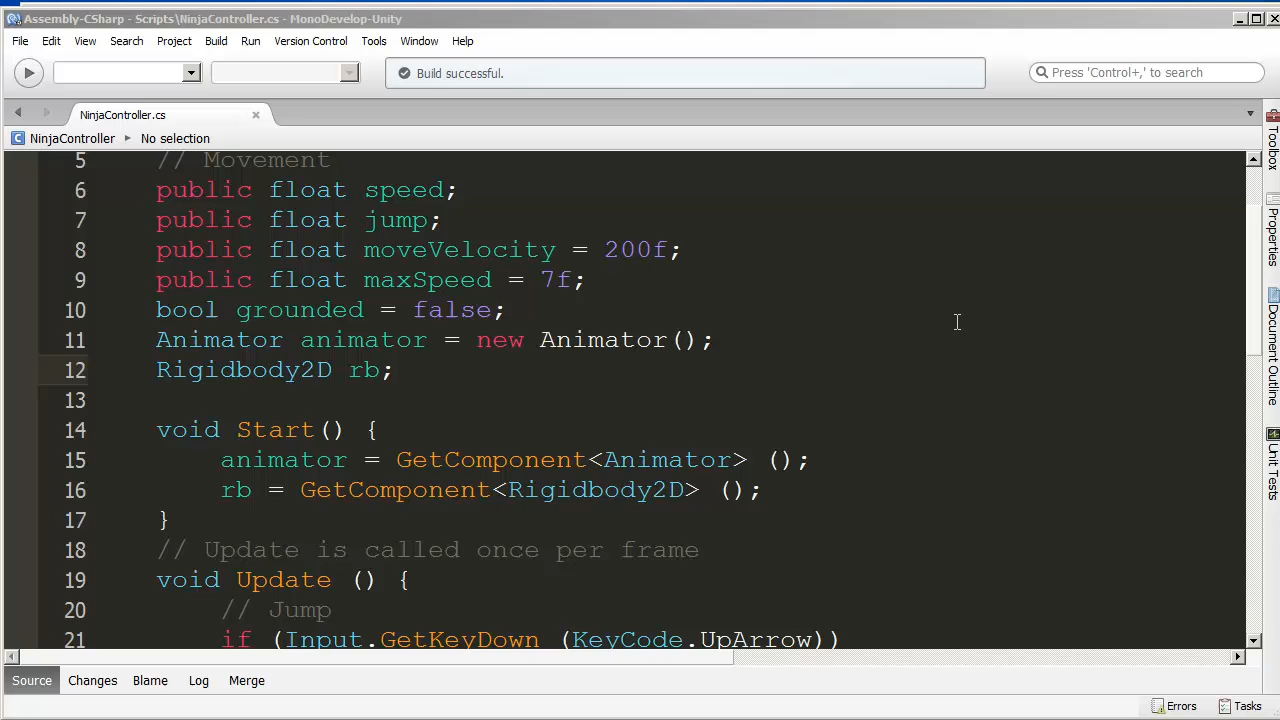 Assembly-CSharp - Scripts\NinjaController.cs - MonoDevelop-Unity
File Edit View Search Project Build Run Version Control Tools Window Help
Build successful.
Press 'Control+,' to search
NinjaController.cs
NinjaController No selection
5 // Movement
6 public float speed;
7 public float jump;
8 public float moveVelocity = 200f;
9 public float maxSpeed = 7f;
10 bool grounded = false;
11 Animator animator = new Animator();
12 Rigidbody2D rb;
13
14 void Start() {
15 animator = GetComponent<Animator> ();
16 rb = GetComponent<Rigidbody2D> ();
17 }
18 // Update is called once per frame
19 void Update () {
20 // Jump
21 if (Input.GetKeyDown (KeyCode.UpArrow))
Toolbox
Properties
Document Outline
Unit Tests
Source Changes Blame Log Merge
Errors Tasks